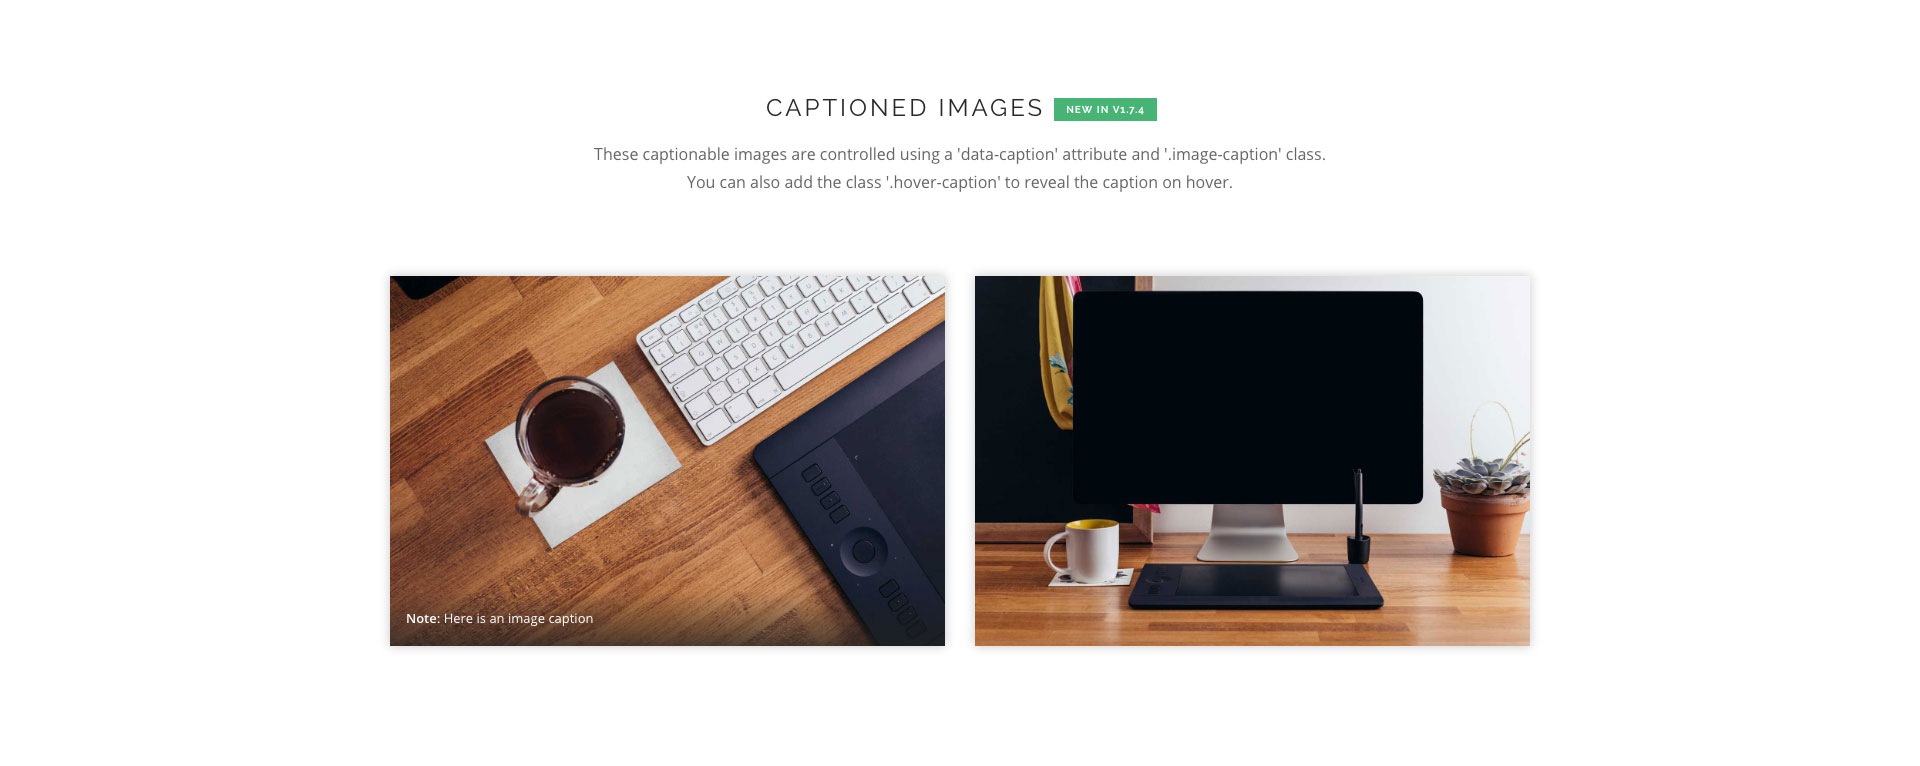 CAPTIONED IMAGES NEW IN V1.7.4
These captionable images are controlled using a 'data-caption' attribute and '.image-caption' class.
You can also add the class '.hover-caption' to reveal the caption on hover.
Note: Here is an image caption